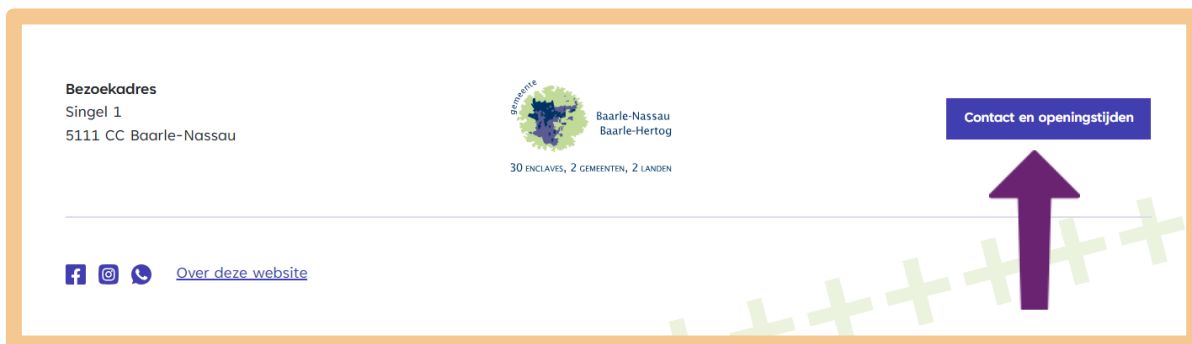 Bezoekadres
Singel 1
5111 CC Baarle-Nassau
gemeente
Baarle-Nassau
Baarle-Hertog
30 ENCLAVES, 2 GEMEENTEN, 2 LANDEN
Contact en openingstijden
Over deze website